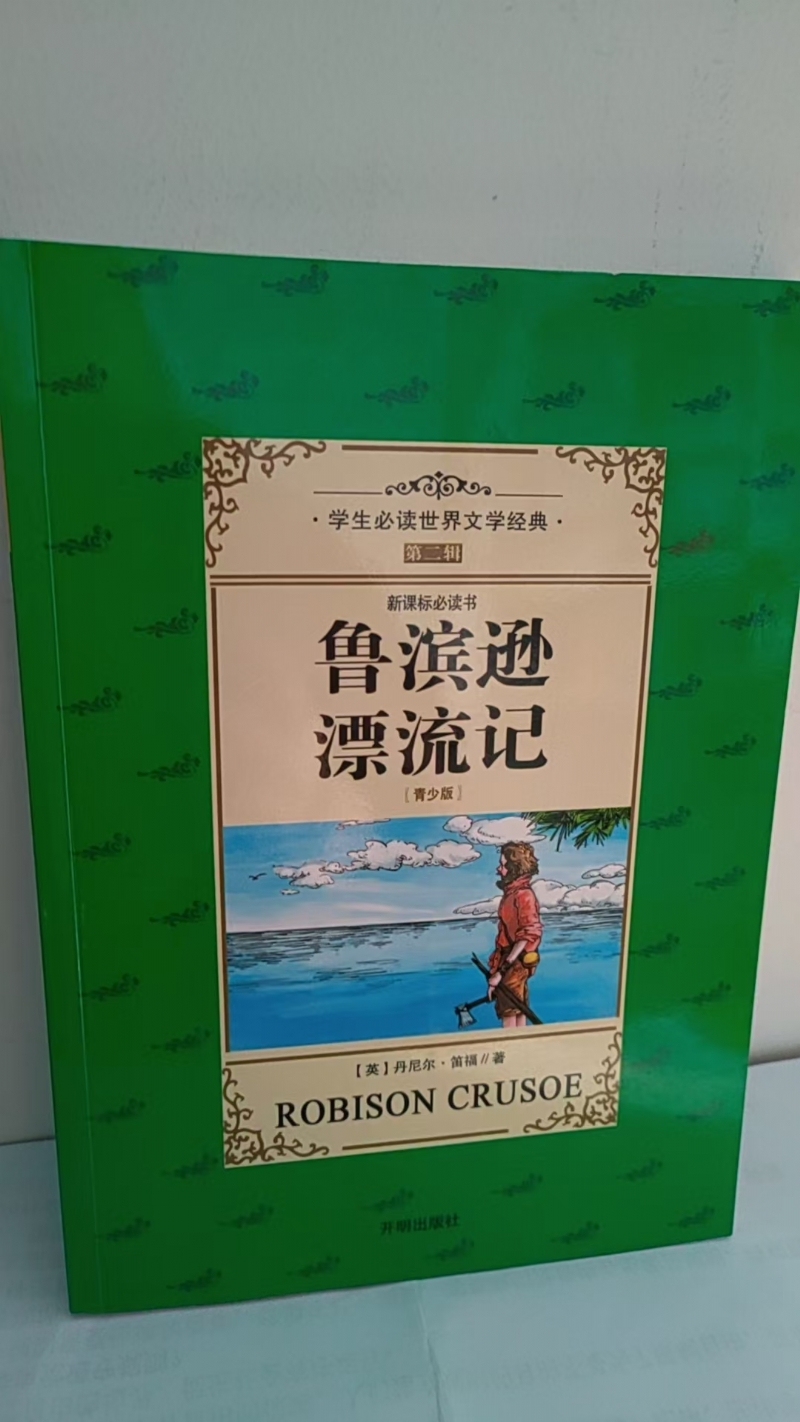 ·学生必读世界文学经典·
第二辑
新课标必读书
鲁滨逊
漂流记
〔青少版〕
【英】丹尼尔·笛福//著
ROBISON CRUSOE
开明出版社